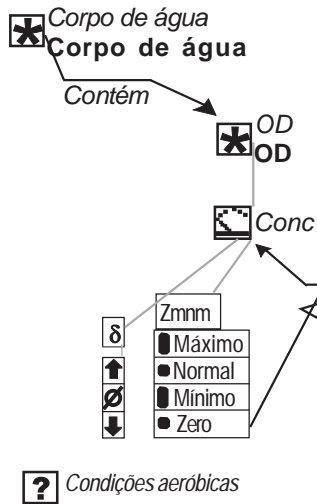 Corpo de água
Corpo de água
Contém
OD
OD
Conc
Zmnm
δ
Máximo
Normal
Mínimo
Zero
? Condições aeróbicas